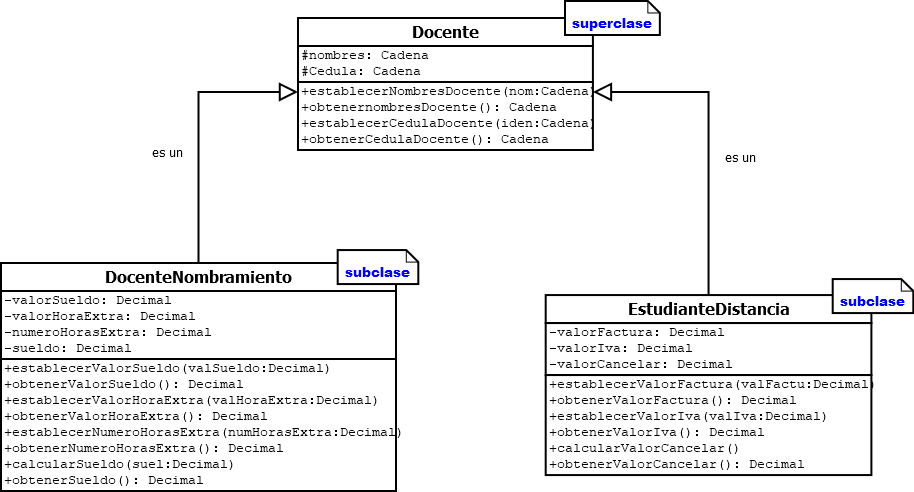 Docente
superclase
#nombres: Cadena
#Cedula: Cadena
+establecerNombresDocente(nom:Cadena)
+obtenernombresDocente(): Cadena
+establecerCedulaDocente(iden:Cadena)
+obtenerCedulaDocente(): Cadena
es un
es un
DocenteNombramiento
subclase
-valorSueldo: Decimal
-valorHoraExtra: Decimal
-numeroHorasExtra: Decimal
-sueldo: Decimal
+establecerValorSueldo(valSueldo:Decimal)
+obtenerValorSueldo(): Decimal
+establecerValorHoraExtra(valHoraExtra:Decimal)
+obtenerValorHoraExtra(): Decimal
+establecerNumeroHorasExtra(numHorasExtra:Decimal)
+obtenerNumeroHorasExtra(): Decimal
+calcularSueldo(suel:Decimal)
+obtenerSueldo(): Decimal
EstudianteDistancia
subclase
-valorFactura: Decimal
-valorIva: Decimal
-valorCancelar: Decimal
+establecerValorFactura(valFactu:Decimal)
+obtenerValorFactura(): Decimal
+establecerValorIva(valIva:Decimal)
+obtenerValorIva(): Decimal
+calcularValorCancelar()
+obtenerValorCancelar(): Decimal